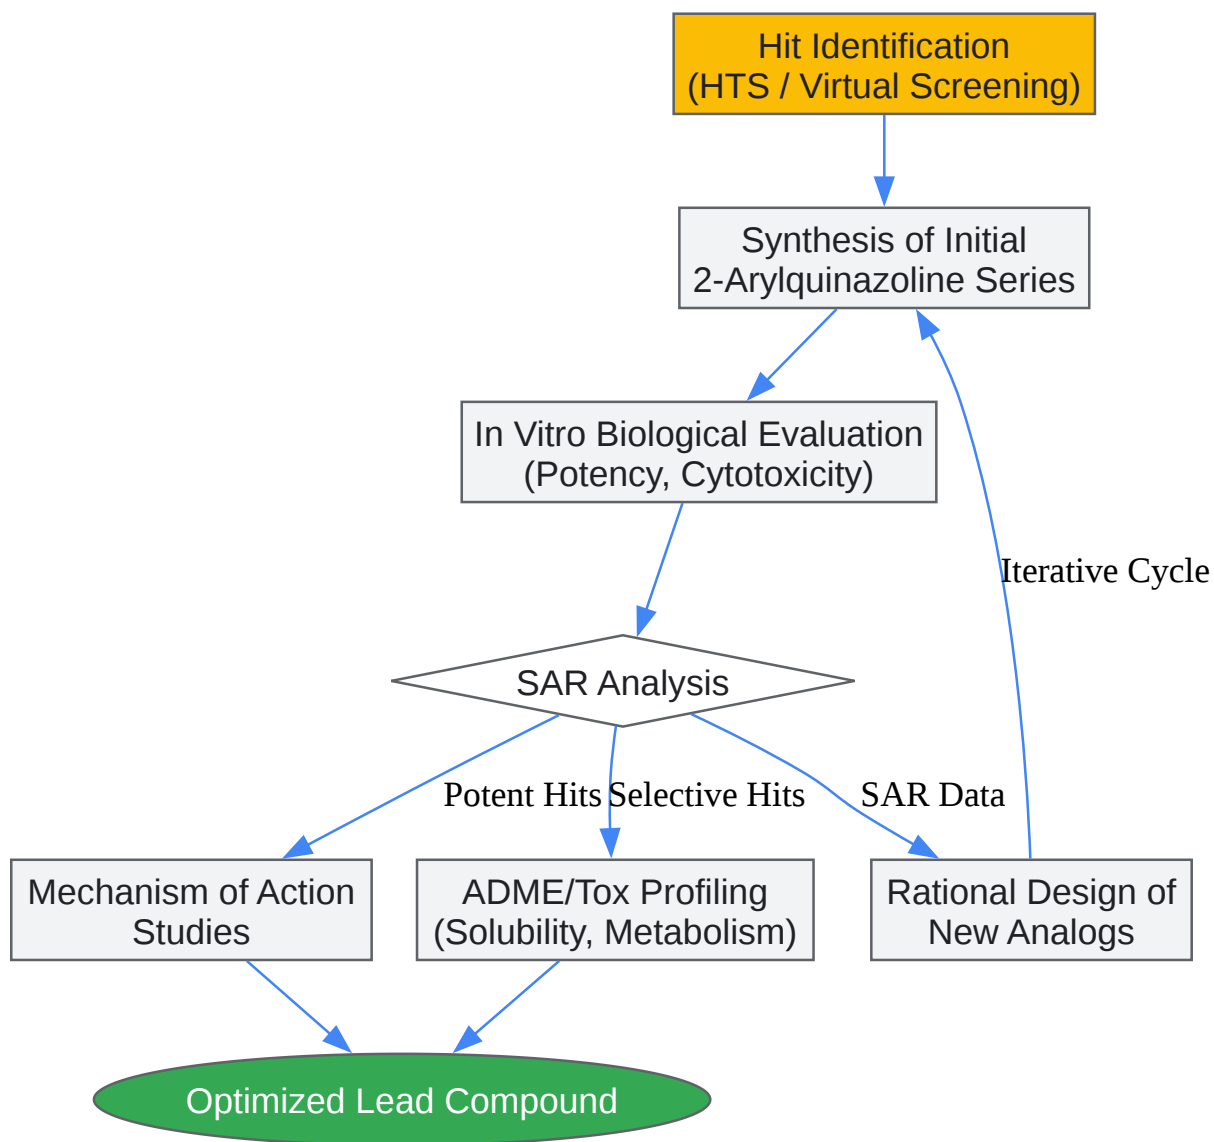 Hit Identification
(HTS / Virtual Screening)
Synthesis of Initial
2-Arylquinazoline Series
In Vitro Biological Evaluation
(Potency, Cytotoxicity)
Iterative Cycle
SAR Analysis
Potent Hits
Selective Hits
SAR Data
Mechanism of Action
Studies
ADME/Tox Profiling
(Solubility, Metabolism)
Rational Design of
New Analogs
Optimized Lead Compound